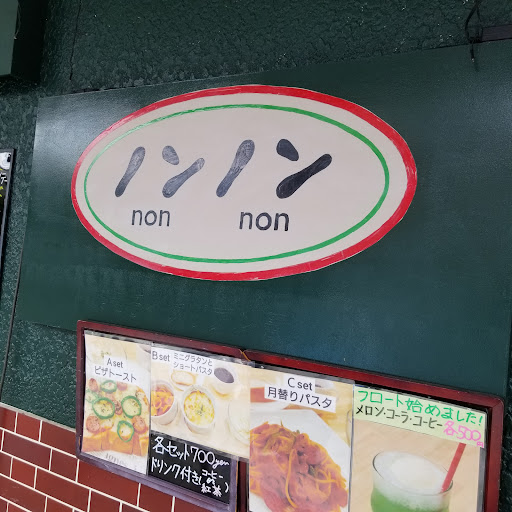 ノンノン
non non
A set
ピザトースト
B set ミニグラタンと
ショートパスタ
C set
月替りパスタ
フロート始めました!
メロン・コーラ・コーヒー
各500
各セット700yen
ドリンク付き
コーヒー
紅茶